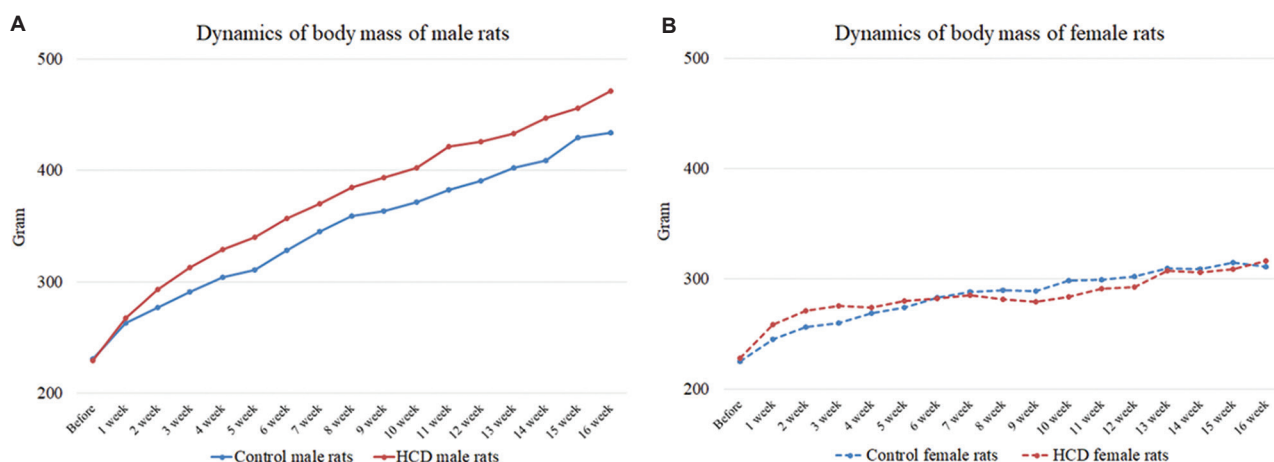 A
Dynamics of body mass of male rats
500
400
300
200
Gram
Before
1 week
2 week
3 week
4 week
5 week
6 week
7 week
8 week
9 week
10 week
11 week
12 week
13 week
14 week
15 week
16 week
Control male rats HCD male rats
B
Dynamics of body mass of female rats
500
400
300
200
Gram
Before
1 week
2 week
3 week
4 week
5 week
6 week
7 week
8 week
9 week
10 week
11 week
12 week
13 week
14 week
15 week
16 week
Control female rats HCD female rats